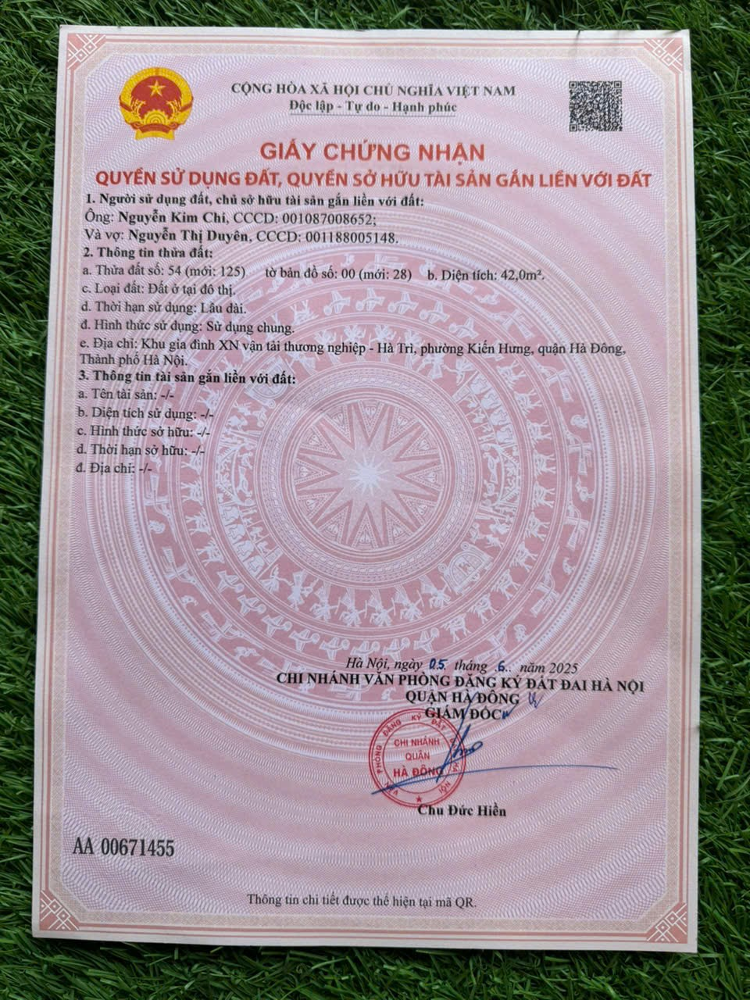 CỘNG HÒA XÃ HỘI CHỦ NGHĨA VIỆT NAM
Độc lập - Tự do - Hạnh phúc
GIẤY CHỨNG NHẬN
QUYỀN SỬ DỤNG ĐẤT, QUYỀN SỞ HỮU TÀI SẢN GẮN LIỀN VỚI ĐẤT
1. Người sử dụng đất, chủ sở hữu tài sản gắn liền với đất:
Ông: Nguyễn Kim Chi, CCCD: 001087008652;
Và vợ: Nguyễn Thị Duyên, CCCD: 001188005148.
2. Thông tin thửa đất:
a. Thửa đất số: 54 (mới: 125) tờ bản đồ số: 00 (mới: 28) b. Diện tích: 42,0m².
c. Loại đất: Đất ở tại đô thị.
d. Thời hạn sử dụng: Lâu dài.
đ. Hình thức sử dụng: Sử dụng chung.
e. Địa chỉ: Khu gia đình XN vận tải thương nghiệp - Hà Trì, phường Kiến Hưng, quận Hà Đông,
Thành phố Hà Nội.
3. Thông tin tài sản gắn liền với đất:
a. Tên tài sản: -/-
b. Diện tích sử dụng: -/-
c. Hình thức sở hữu: -/-
d. Thời hạn sở hữu: -/-
đ. Địa chỉ: -/-
Hà Nội, ngày 05 tháng .6.. năm 2025
CHI NHÁNH VĂN PHÒNG ĐĂNG KÝ ĐẤT ĐAI HÀ NỘI
QUẬN HÀ ĐÔNG
GIÁM ĐỐC
CHI NHÁNH
QUẬN
HÀ ĐÔNG
Chu Đức Hiền
AA 00671455
Thông tin chi tiết được thể hiện tại mã QR.